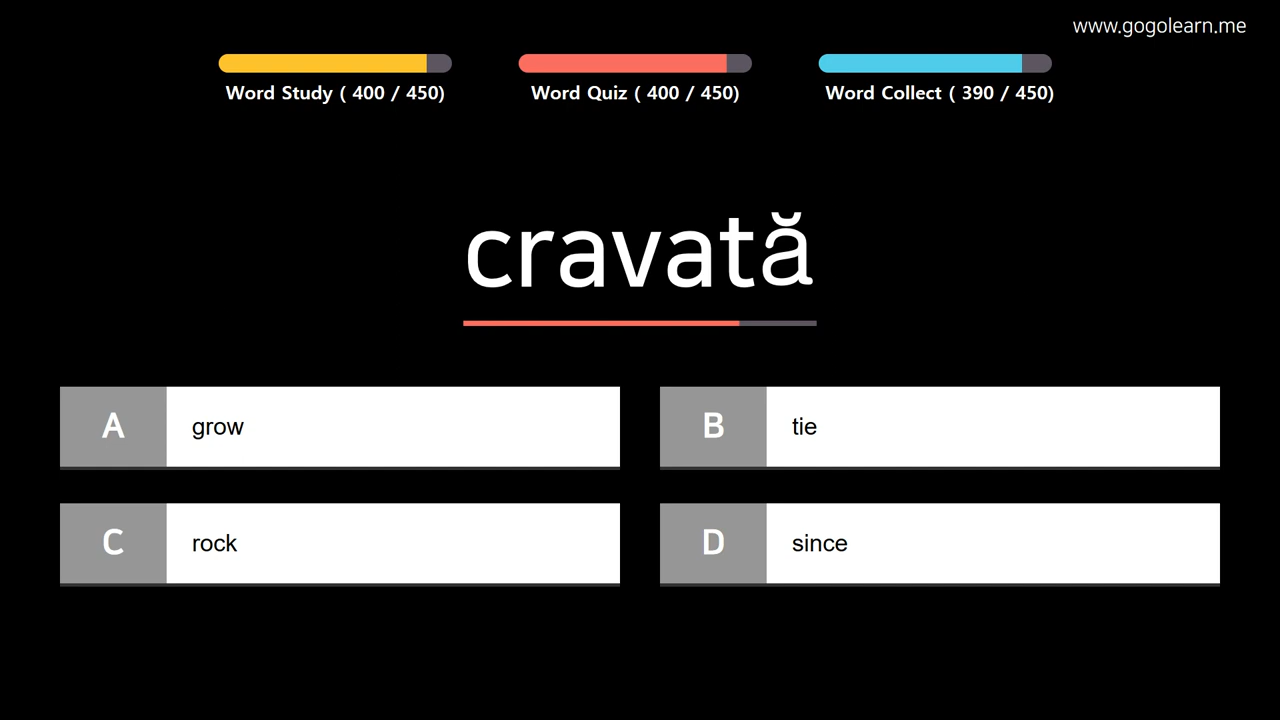 www.gogolearn.me
Word Study ( 400 / 450)
Word Quiz ( 400 / 450)
Word Collect ( 390 / 450)
cravată
A grow
B tie
C rock
D since